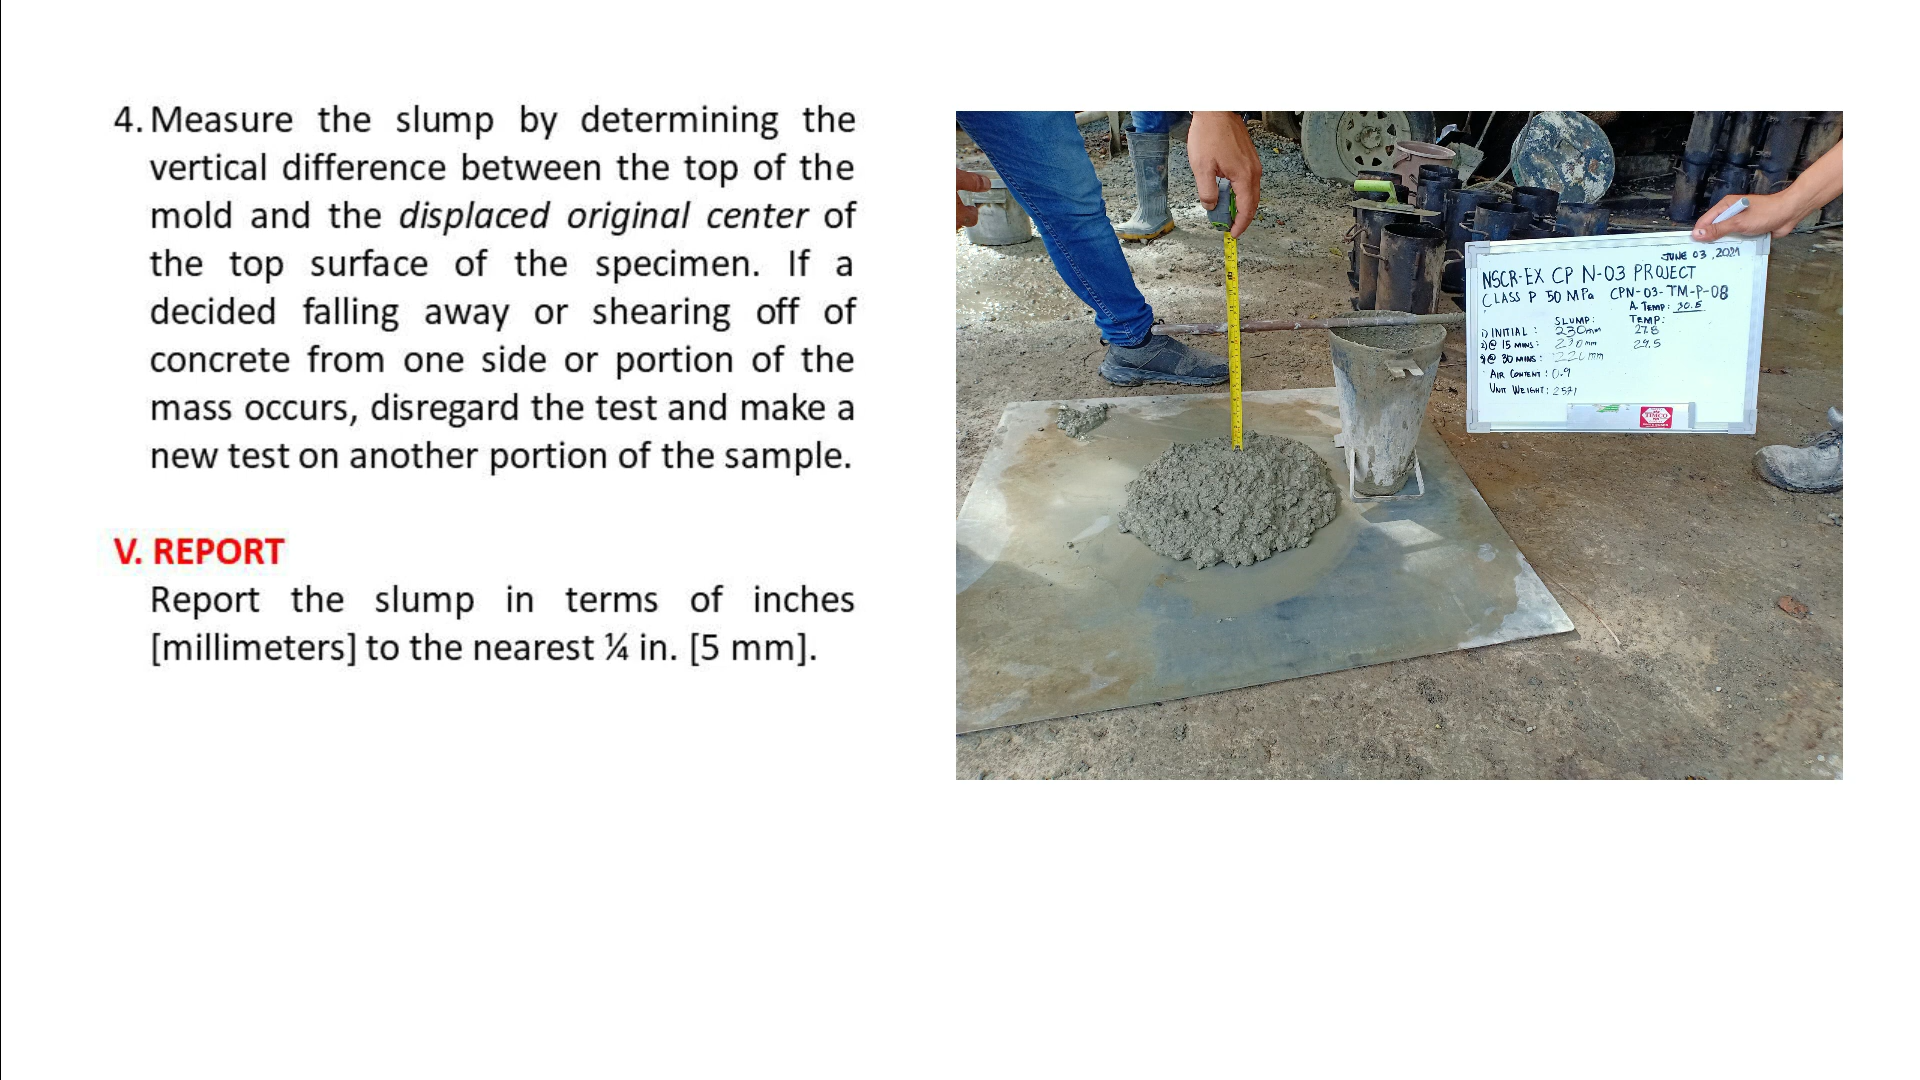 4. Measure the slump by determining the
vertical difference between the top of the
mold and the displaced original center of
the top surface of the specimen. If a
decided falling away or shearing off of
concrete from one side or portion of the
mass occurs, disregard the test and make a
new test on another portion of the sample.
V. REPORT
Report the slump in terms of inches
[millimeters] to the nearest ¼ in. [5 mm].
JUNE 03, 2021
NSCR-EX CP N-03 PROJECT
CLASS P 50 MPa CPN-03-TM-P-08
A. TEMP: 30.5
SLUMP: TEMP:
1) INITIAL: 230mm 27.8
2)@ 15 MINS: 230mm 29.5
@ 30 MINS: mm
AIR CONTENT: 0.9
UNIT WEIGHT: 2571